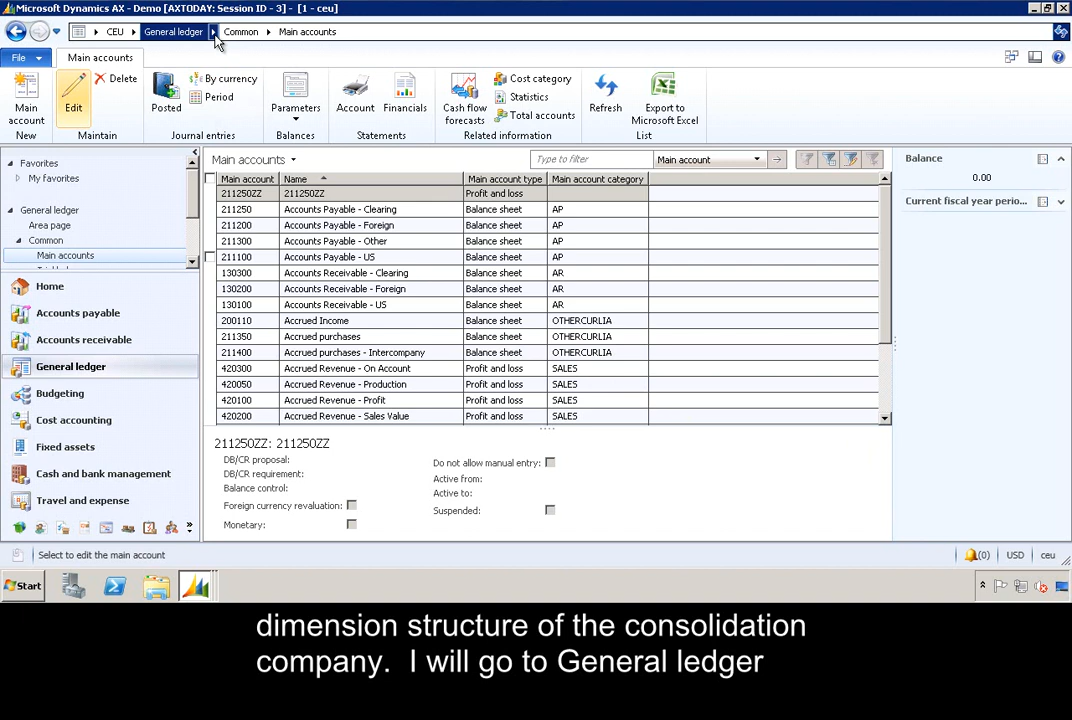 Microsoft Dynamics AX - Demo [AXTODAY: Session ID - 3] - [1 - ceu]
CEU General ledger Common Main accounts
File Main accounts
Main account
Edit
Delete
Posted
By currency
Period
Parameters
Account
Financials
Cash flow forecasts
Cost category
Statistics
Total accounts
Refresh
Export to Microsoft Excel
New Maintain Journal entries Balances Statements Related information List
Favorites
My favorites
General ledger
Area page
Common
Main accounts
Home
Accounts payable
Accounts receivable
General ledger
Budgeting
Cost accounting
Fixed assets
Cash and bank management
Travel and expense
Main accounts
Type to filter Main account
Main account Name Main account type Main account category
211250ZZ 211250ZZ Profit and loss
211250 Accounts Payable - Clearing Balance sheet AP
211200 Accounts Payable - Foreign Balance sheet AP
211300 Accounts Payable - Other Balance sheet AP
211100 Accounts Payable - US Balance sheet AP
130300 Accounts Receivable - Clearing Balance sheet AR
130200 Accounts Receivable - Foreign Balance sheet AR
130100 Accounts Receivable - US Balance sheet AR
200110 Accrued Income Balance sheet OTHERCURLIA
211350 Accrued purchases Balance sheet OTHERCURLIA
211400 Accrued purchases - Intercompany Balance sheet OTHERCURLIA
420300 Accrued Revenue - On Account Profit and loss SALES
420050 Accrued Revenue - Production Profit and loss SALES
420100 Accrued Revenue - Profit Profit and loss SALES
420200 Accrued Revenue - Sales Value Profit and loss SALES
211250ZZ: 211250ZZ
DB/CR proposal:
DB/CR requirement:
Balance control:
Foreign currency revaluation:
Monetary:
Do not allow manual entry:
Active from:
Active to:
Suspended:
Balance
0.00
Current fiscal year perio...
Select to edit the main account
(0) USD ceu
Start
dimension structure of the consolidation
company. I will go to General ledger